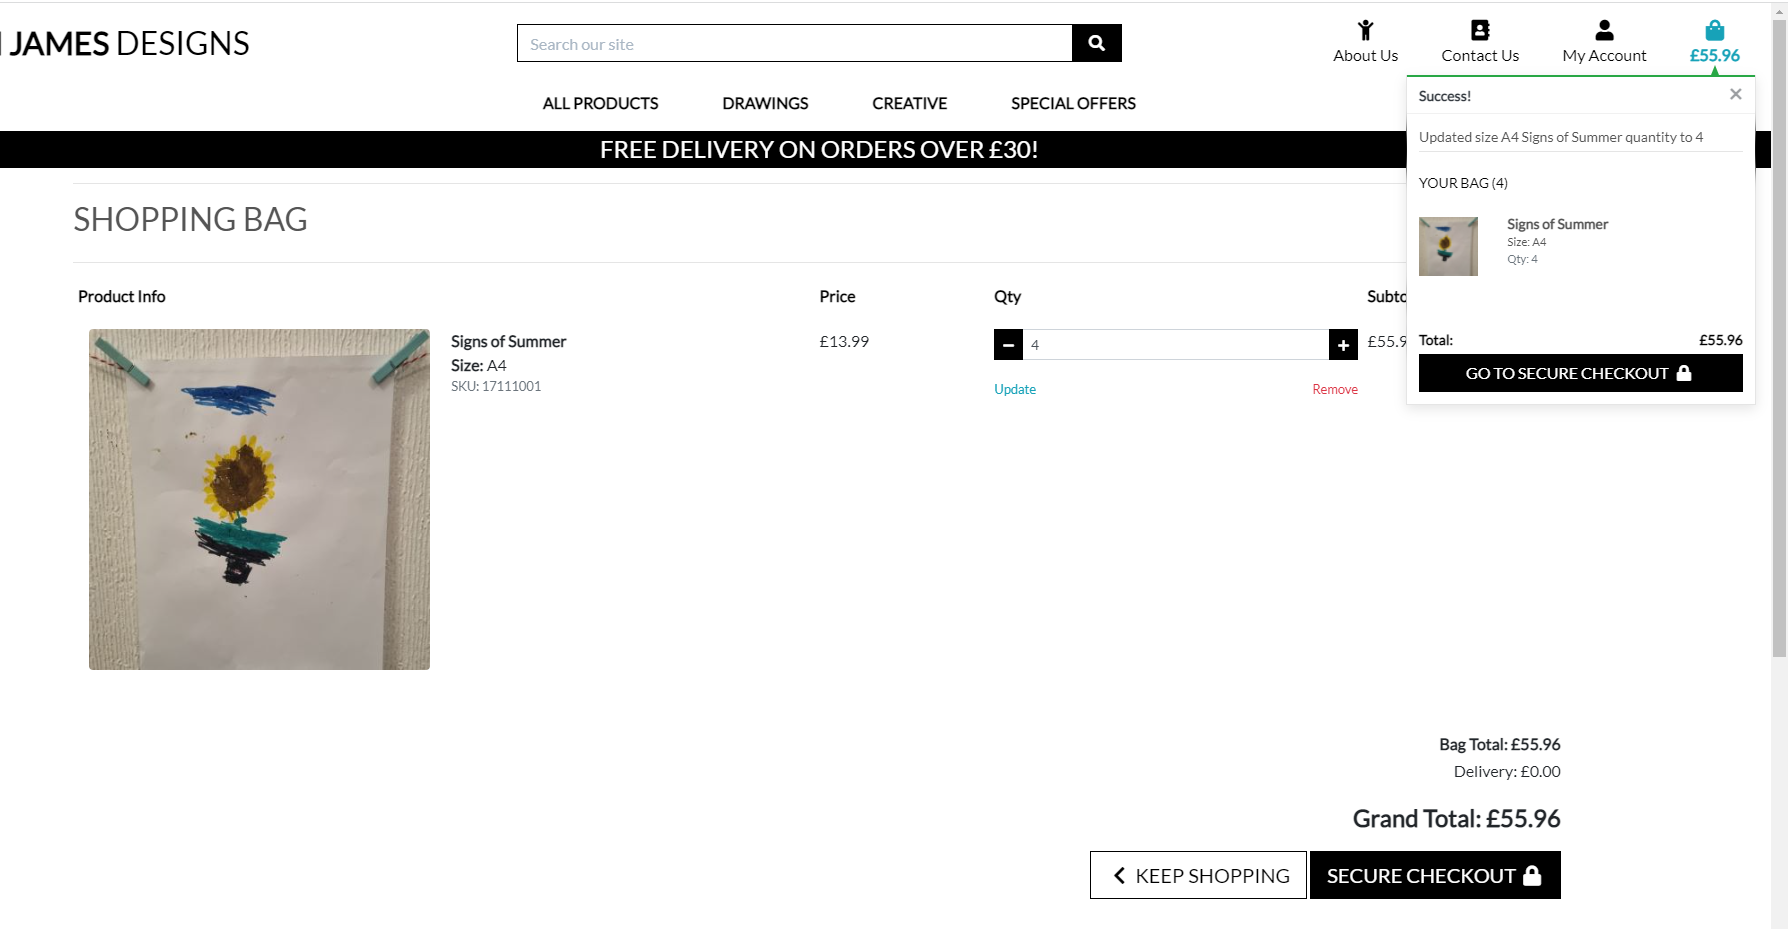 JAMES DESIGNS
Search our site
About Us
Contact Us
My Account
£55.96
ALL PRODUCTS
DRAWINGS
CREATIVE
SPECIAL OFFERS
FREE DELIVERY ON ORDERS OVER £30!
Success!
Updated size A4 Signs of Summer quantity to 4
YOUR BAG (4)
Signs of Summer
Size: A4
Qty: 4
Total:
£55.96
GO TO SECURE CHECKOUT
SHOPPING BAG
Product Info
Price
Qty
Subto
Signs of Summer
Size: A4
SKU: 17111001
£13.99
4
£55.9
Update
Remove
Bag Total: £55.96
Delivery: £0.00
Grand Total: £55.96
KEEP SHOPPING
SECURE CHECKOUT